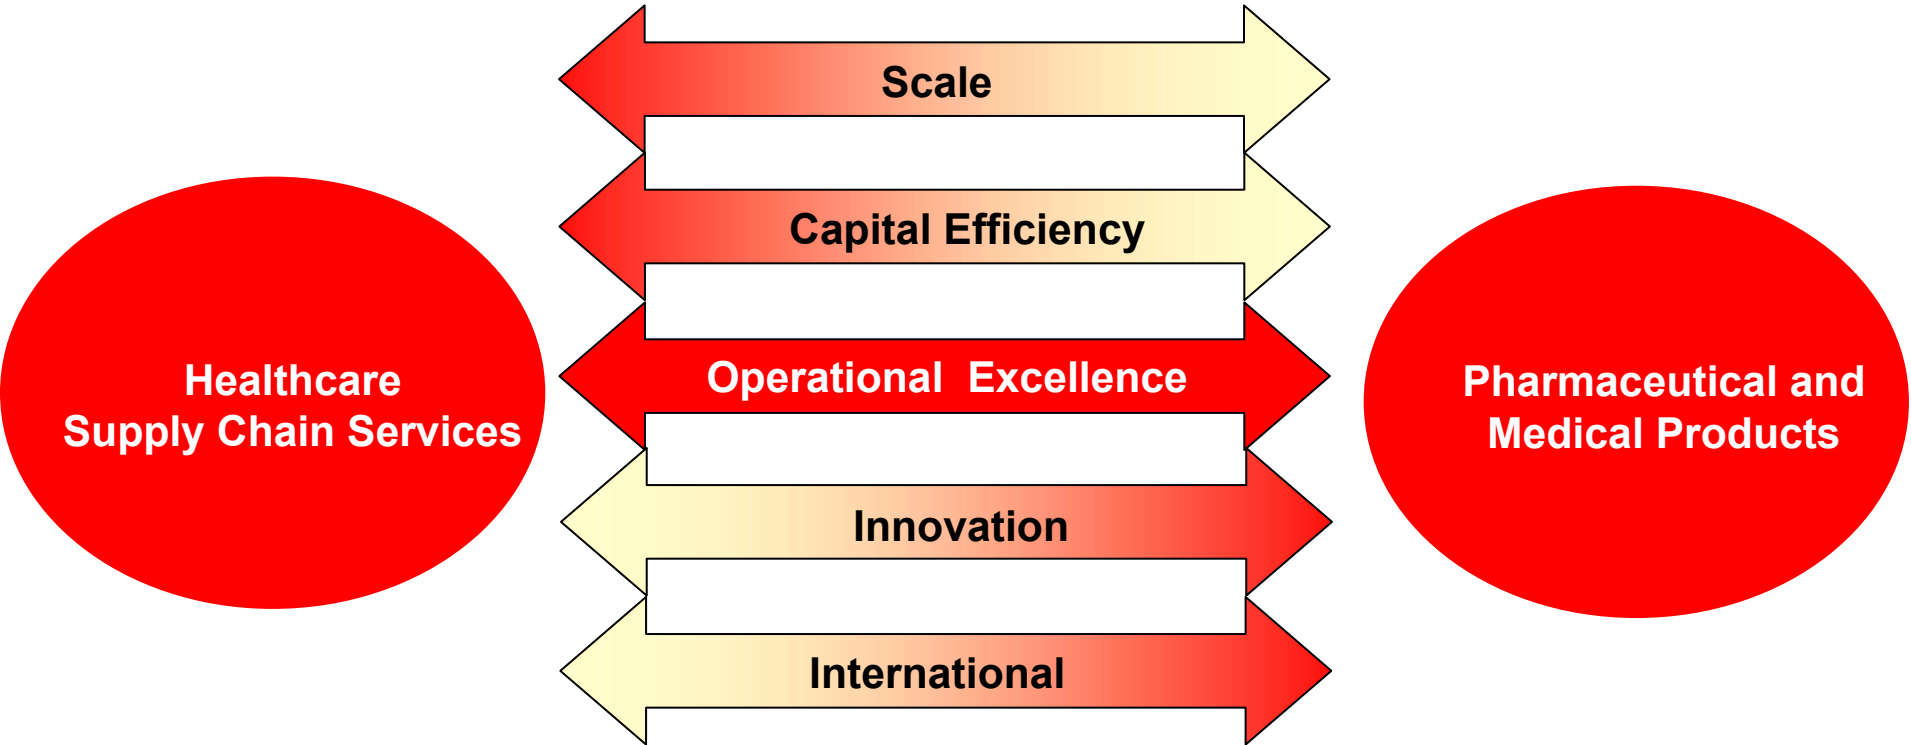 Scale
Capital Efficiency
Operational  Excellence
Innovation
International
Healthcare
Supply Chain Services
Pharmaceutical and
Medical Products